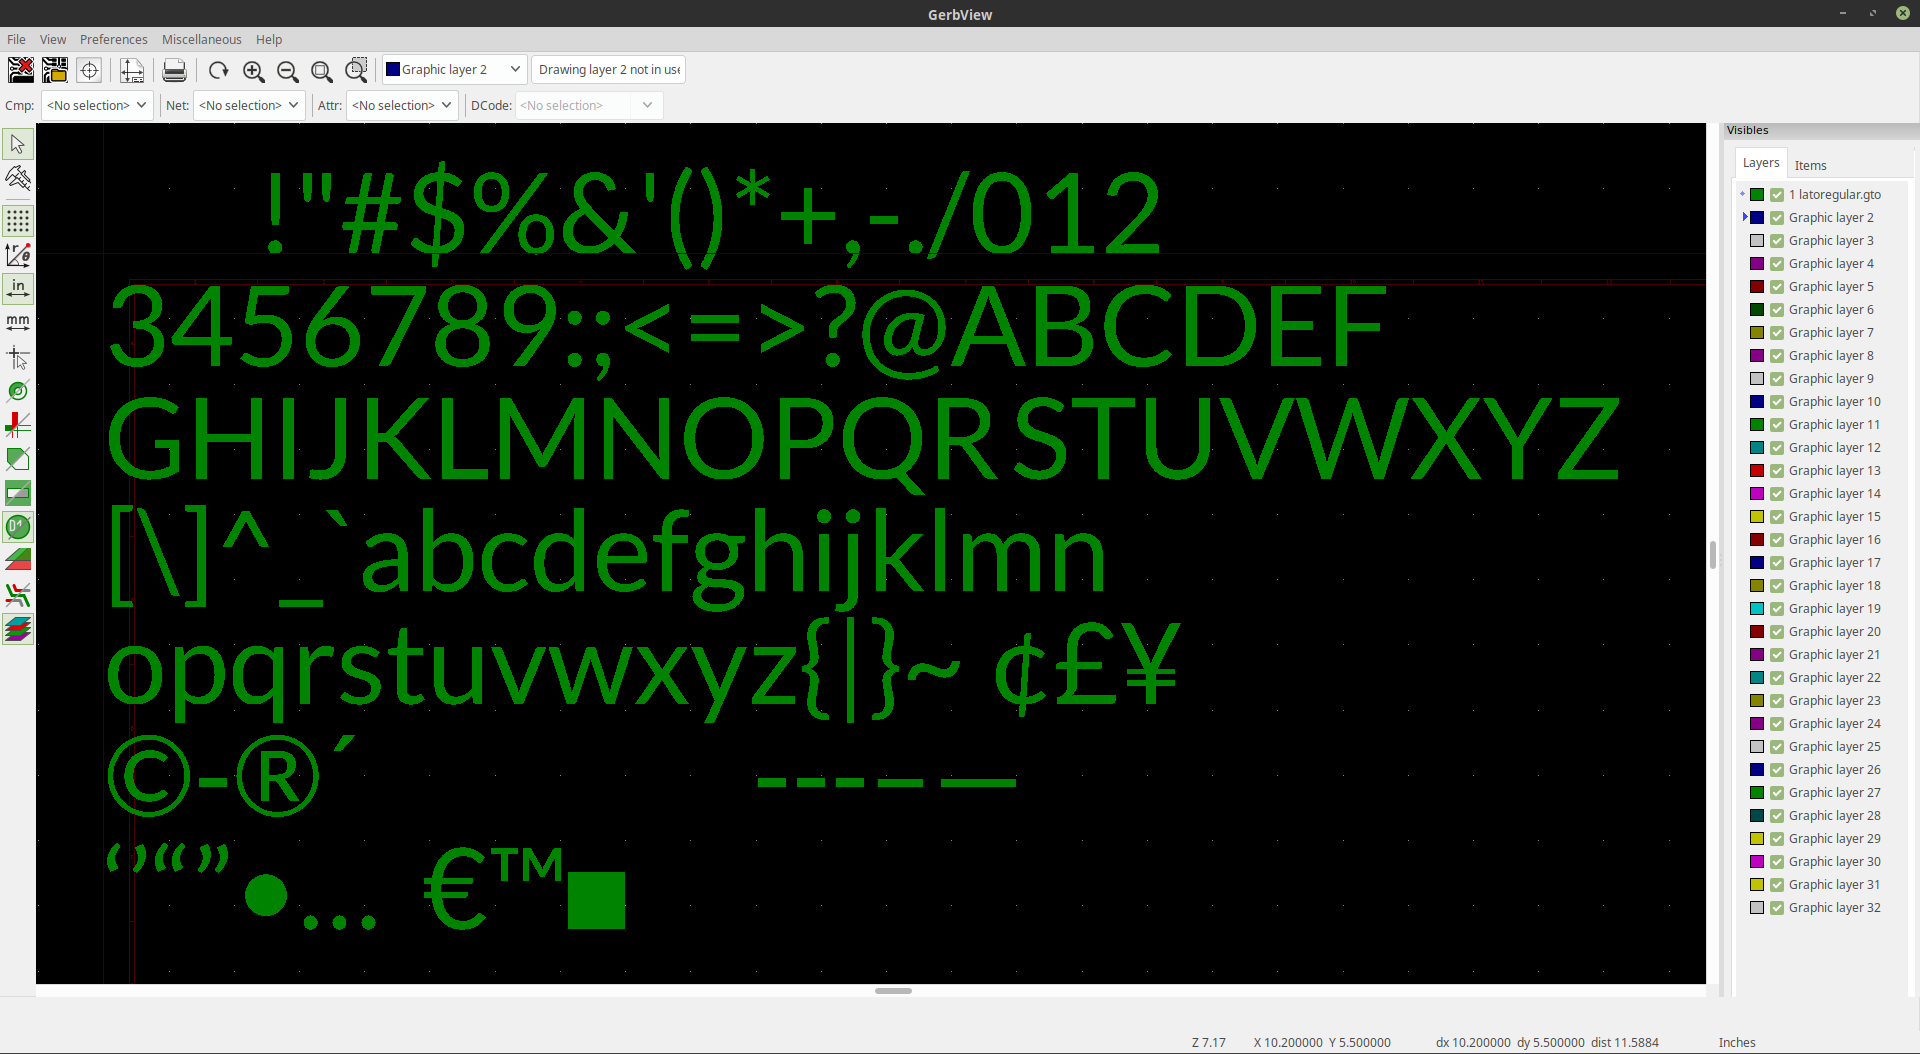 GerbView
File View Preferences Miscellaneous Help
Graphic layer 2 Drawing layer 2 not in use
Cmp: <No selection> Net: <No selection> Attr: <No selection> DCode: <No selection>
in
mm
!"#$%&'()*+,-./012
3456789:;<=>?@ABCDEF
GHIJKLMNOPQRSTUVWXYZ
[\]^_`abcdefghijklmn
opqrstuvwxyz{|}~ ¢£¥
©-®´ ‐‑‒–—
‘’“”•… €™■
Visibles
Layers Items
1 latoregular.gto
Graphic layer 2
Graphic layer 3
Graphic layer 4
Graphic layer 5
Graphic layer 6
Graphic layer 7
Graphic layer 8
Graphic layer 9
Graphic layer 10
Graphic layer 11
Graphic layer 12
Graphic layer 13
Graphic layer 14
Graphic layer 15
Graphic layer 16
Graphic layer 17
Graphic layer 18
Graphic layer 19
Graphic layer 20
Graphic layer 21
Graphic layer 22
Graphic layer 23
Graphic layer 24
Graphic layer 25
Graphic layer 26
Graphic layer 27
Graphic layer 28
Graphic layer 29
Graphic layer 30
Graphic layer 31
Graphic layer 32
Z 7.17 X 10.200000 Y 5.500000 dx 10.200000 dy 5.500000 dist 11.5884 Inches